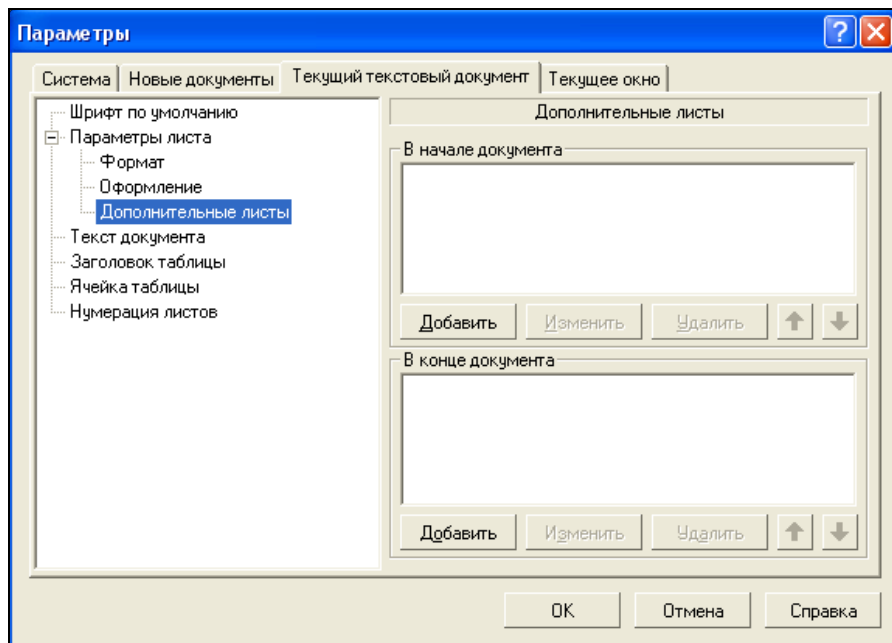 Параметры
Система
Новые документы
Текущий текстовый документ
Текущее окно
Шрифт по умолчанию
Параметры листа
Формат
Оформление
Дополнительные листы
Текст документа
Заголовок таблицы
Ячейка таблицы
Нумерация листов
Дополнительные листы
В начале документа
Добавить
Изменить
Удалить
В конце документа
Добавить
Изменить
Удалить
OK
Отмена
Справка